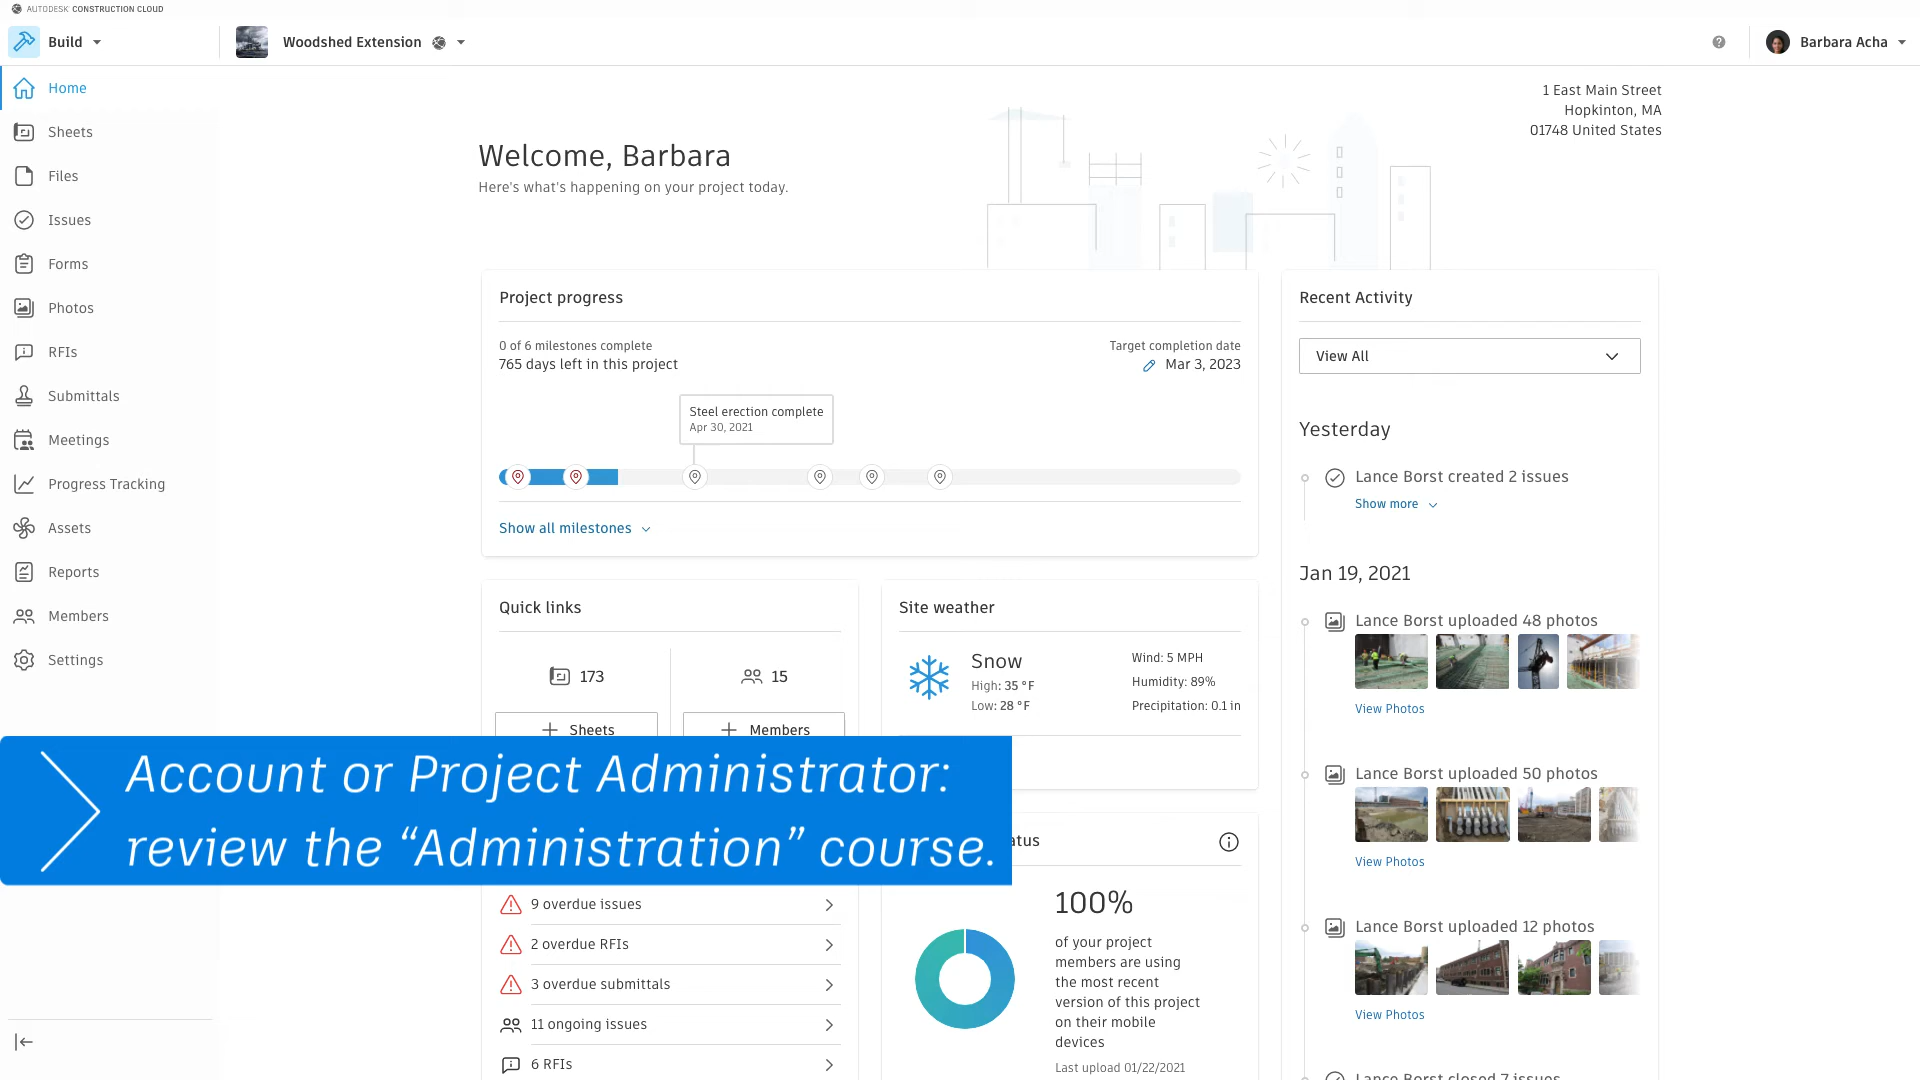 AUTODESK CONSTRUCTION CLOUD
Build
Woodshed Extension
Barbara Acha
Home
Sheets
Files
Issues
Forms
Photos
RFIs
Submittals
Meetings
Progress Tracking
Assets
Reports
Members
Settings
1 East Main Street
Hopkinton, MA
01748 United States
Welcome, Barbara
Here's what's happening on your project today.
Project progress
0 of 6 milestones complete
765 days left in this project
Target completion date
Mar 3, 2023
Steel erection complete
Apr 30, 2021
Show all milestones
Quick links
173
15
Sheets
Members
Site weather
Snow
High: 35 °F
Low: 28 °F
Wind: 5 MPH
Humidity: 89%
Precipitation: 0.1 in
Account or Project Administrator:
review the “Administration” course.
9 overdue issues
2 overdue RFIs
3 overdue submittals
11 ongoing issues
6 RFIs
100%
of your project
members are using
the most recent
version of this project
on their mobile
devices
Last upload 01/22/2021
Recent Activity
View All
Yesterday
Lance Borst created 2 issues
Show more
Jan 19, 2021
Lance Borst uploaded 48 photos
View Photos
Lance Borst uploaded 50 photos
View Photos
Lance Borst uploaded 12 photos
View Photos
Lance Borst closed 7 issues